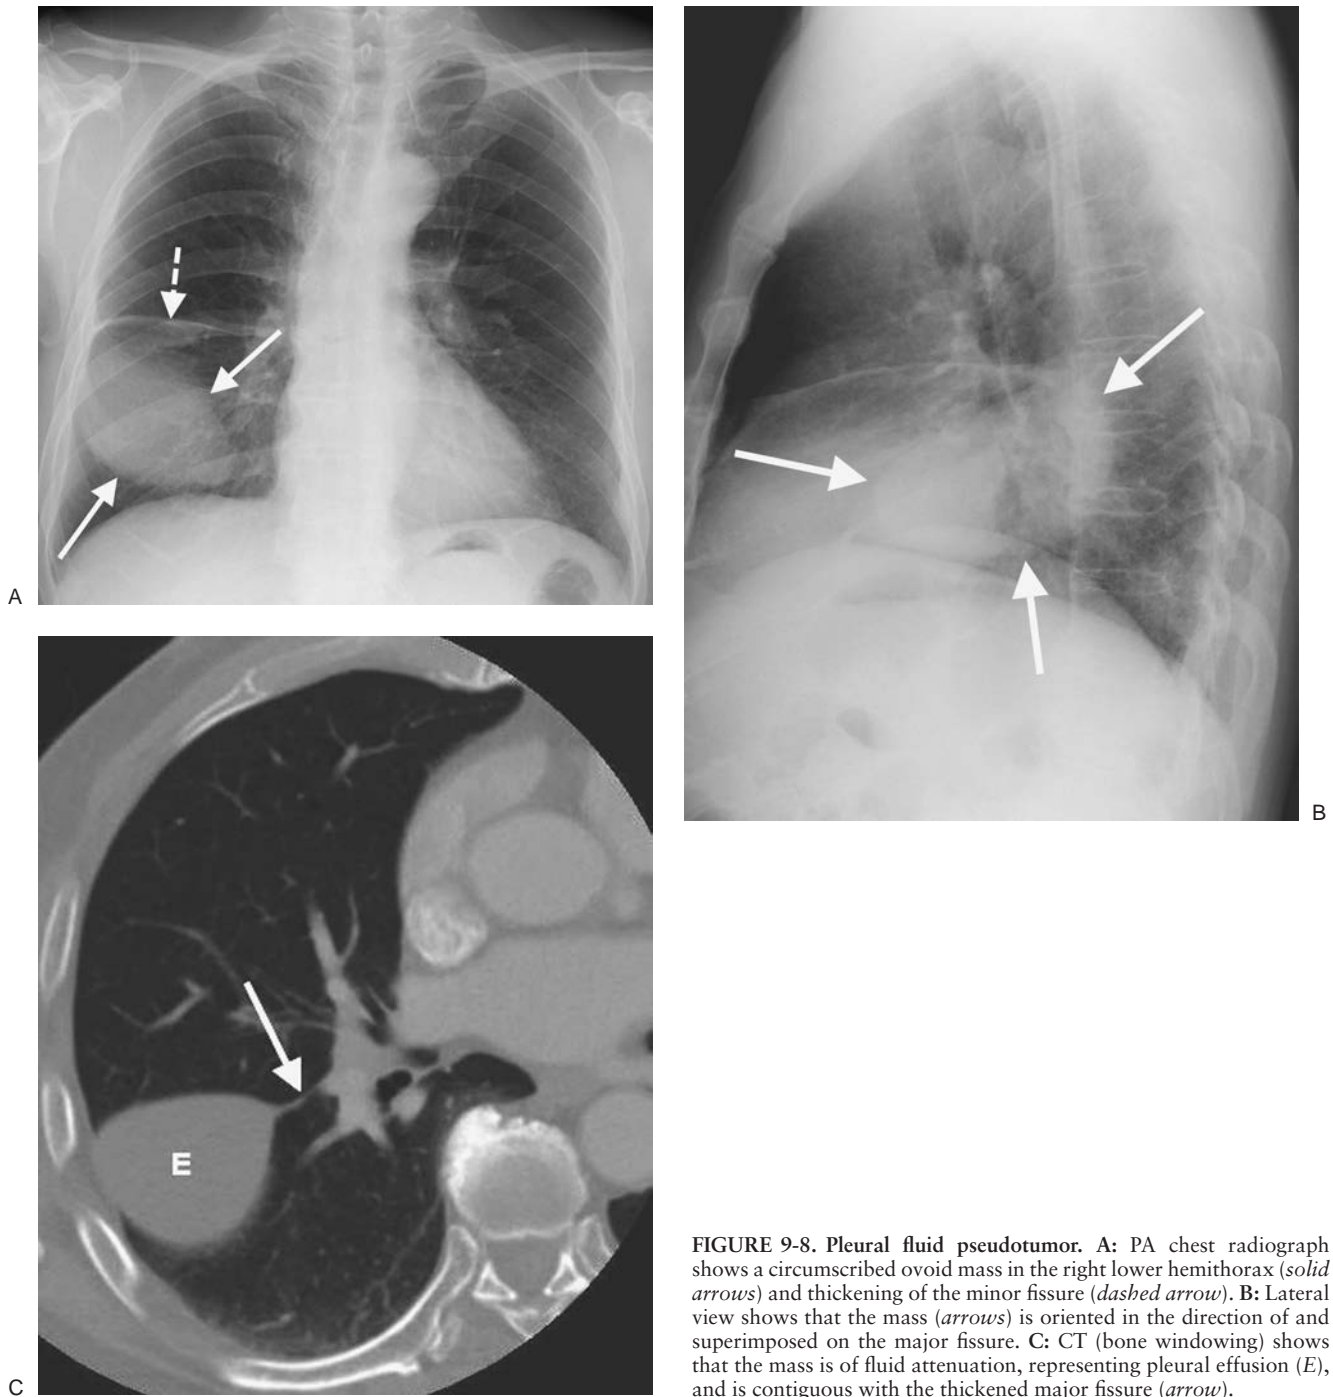 A
B
E
C
FIGURE 9-8. Pleural fluid pseudotumor. A: PA chest radiograph
shows a circumscribed ovoid mass in the right lower hemithorax (solid
arrows) and thickening of the minor fissure (dashed arrow). B: Lateral
view shows that the mass (arrows) is oriented in the direction of and
superimposed on the major fissure. C: CT (bone windowing) shows
that the mass is of fluid attenuation, representing pleural effusion (E),
and is contiguous with the thickened major fissure (arrow).